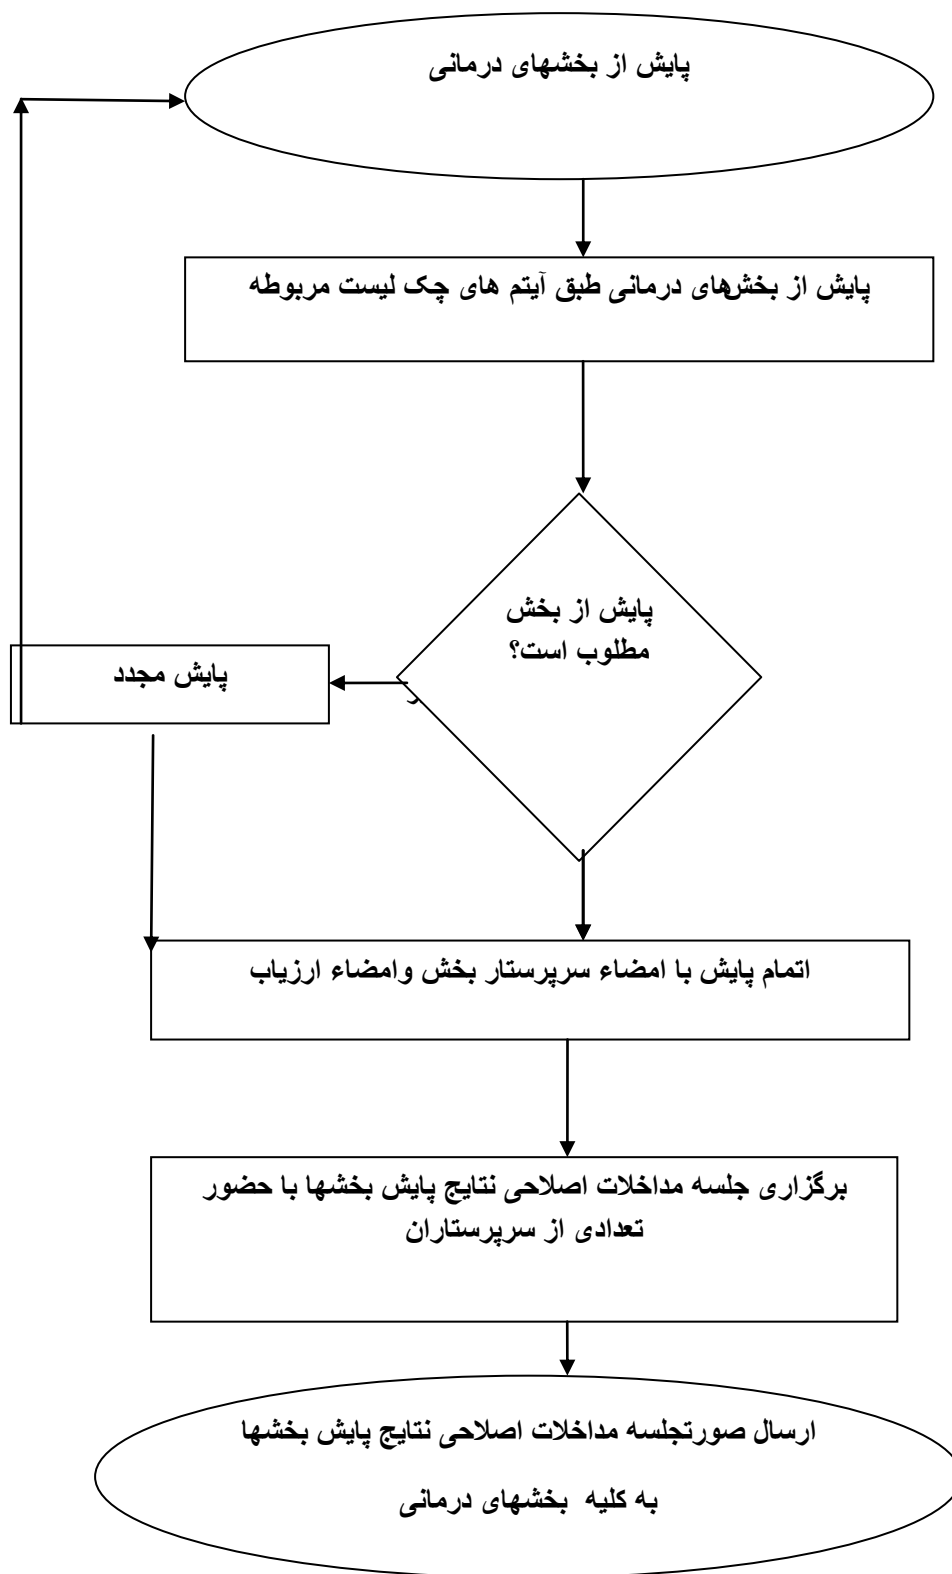 پایش از بخشهای درمانی
پایش از بخش‌های درمانی طبق آیتم های چک لیست مربوطه
پایش از بخش
مطلوب است؟
پایش مجدد
اتمام پایش با امضاء سرپرستار بخش وامضاء ارزیاب
برگزاری جلسه مداخلات اصلاحی نتایج پایش بخشها با حضور
تعدادی از سرپرستاران
ارسال صورتجلسه مداخلات اصلاحی نتایج پایش بخشها
به کلیه بخشهای درمانی